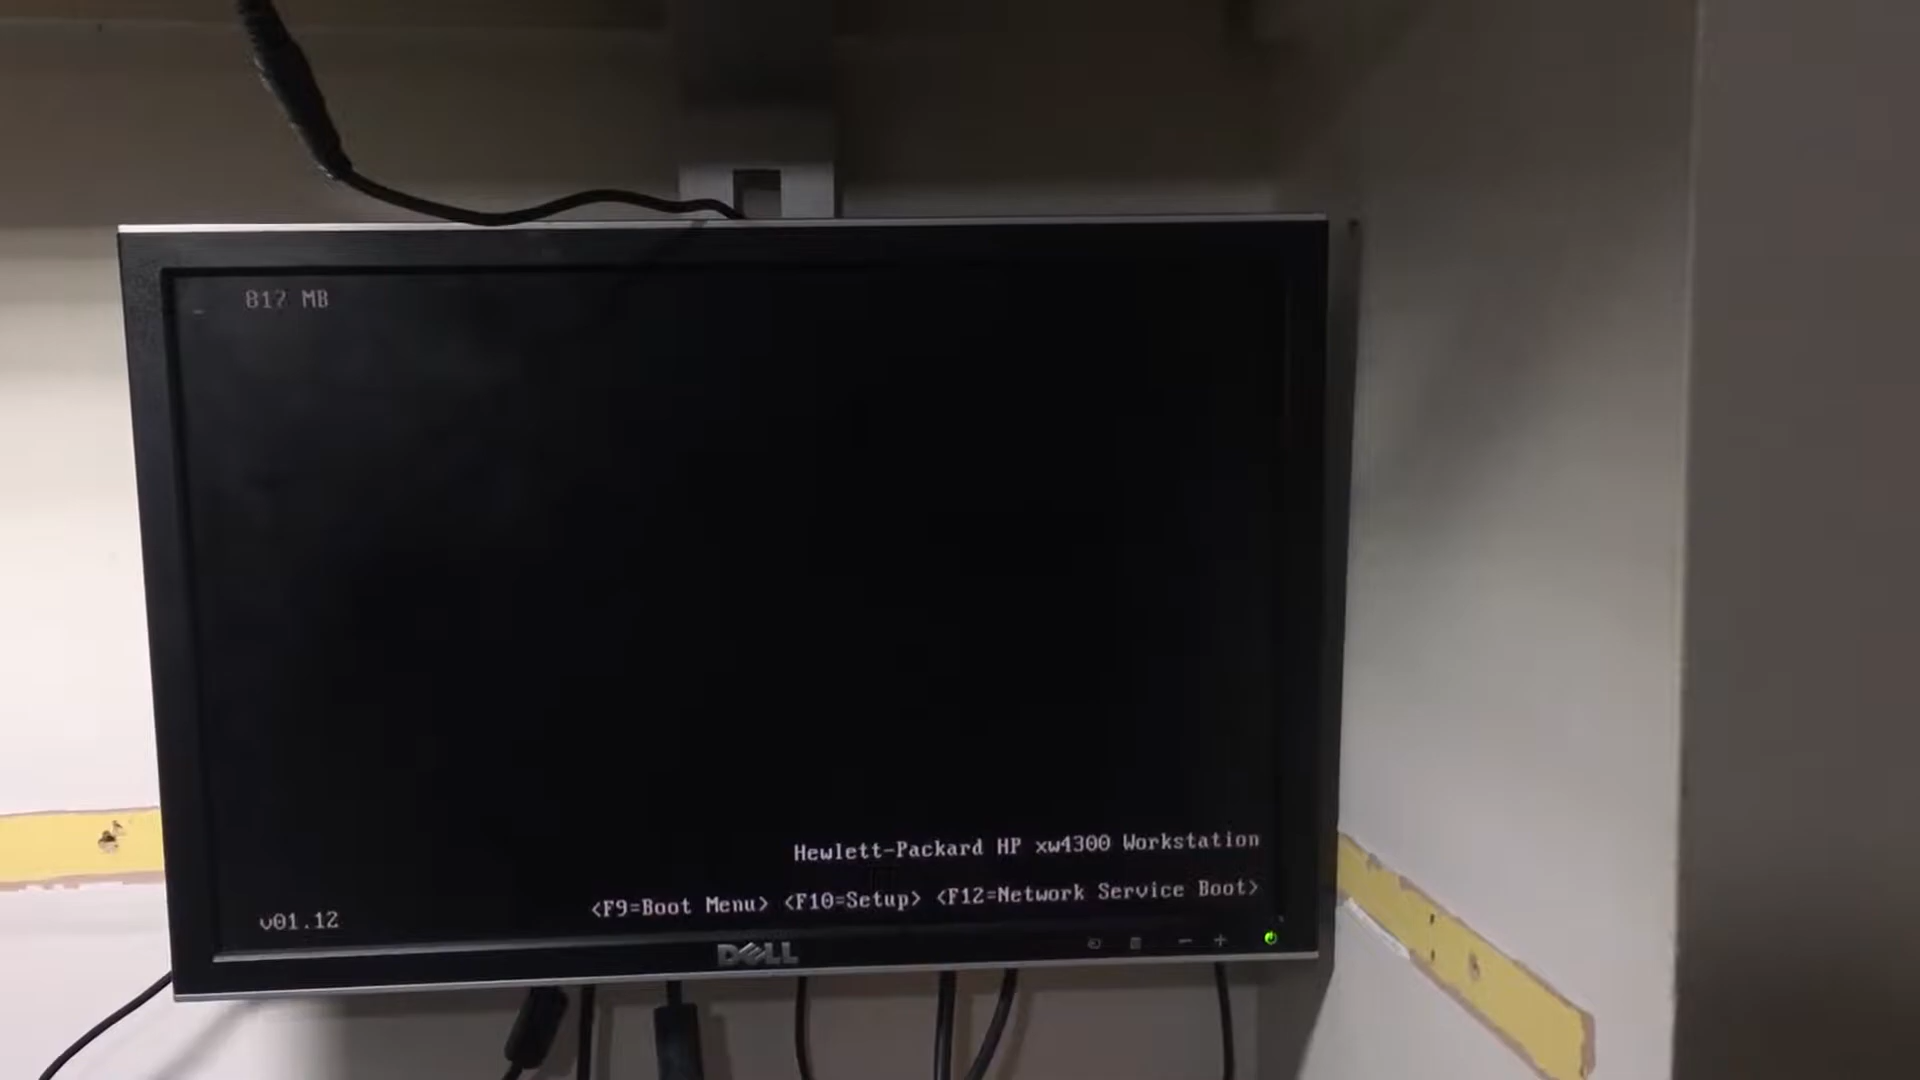 817 MB
Hewlett-Packard HP xw4300 Workstation
<F9=Boot Menu> <F10=Setup> <F12=Network Service Boot>
v01.12
DELL